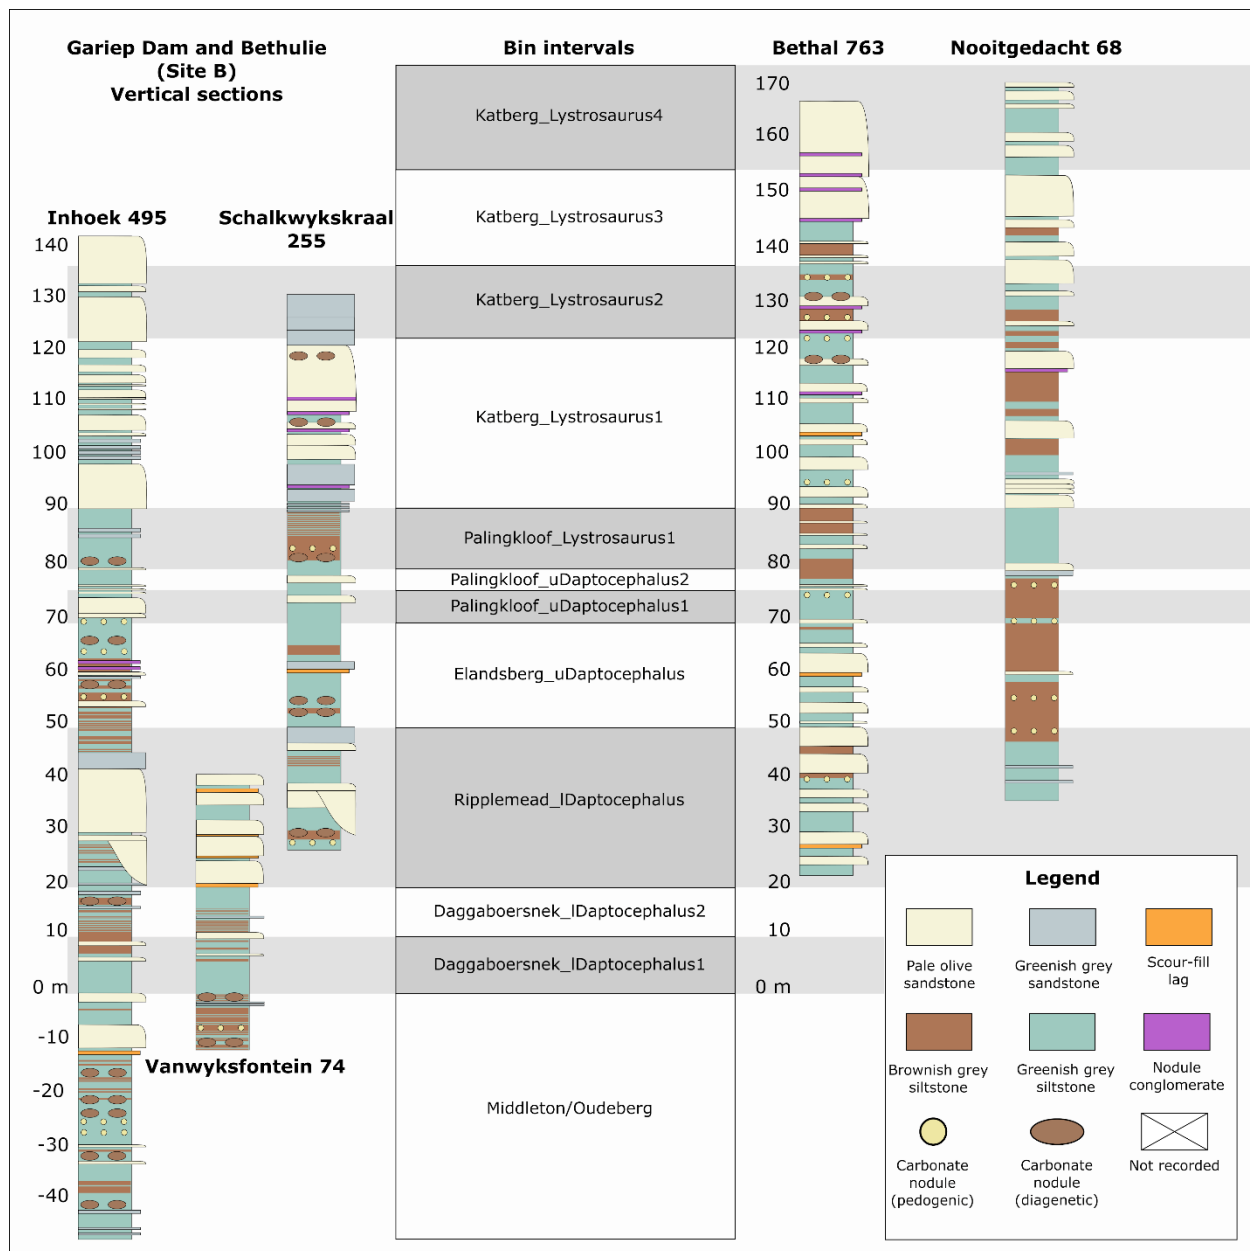 Gariep Dam and Bethulie
(Site B)
Vertical sections
Bin intervals
Bethal 763
Nooitgedacht 68
Inhoek 495
Schalkwykskraal
255
Vanwyksfontein 74
140
130
120
110
100
90
80
70
60
50
40
30
20
10
0 m
-10
-20
-30
-40
Katberg_Lystrosaurus4
Katberg_Lystrosaurus3
Katberg_Lystrosaurus2
Katberg_Lystrosaurus1
Palingkloof_Lystrosaurus1
Palingkloof_uDaptocephalus2
Palingkloof_uDaptocephalus1
Elandsberg_uDaptocephalus
Ripplemead_lDaptocephalus
Daggaboersnek_lDaptocephalus2
Daggaboersnek_lDaptocephalus1
Middleton/Oudeberg
170
160
150
140
130
120
110
100
90
80
70
60
50
40
30
20
10
0 m
Legend
Pale olive
sandstone
Greenish grey
sandstone
Scour-fill
lag
Brownish grey
siltstone
Greenish grey
siltstone
Nodule
conglomerate
Carbonate
nodule
(pedogenic)
Carbonate
nodule
(diagenetic)
Not recorded